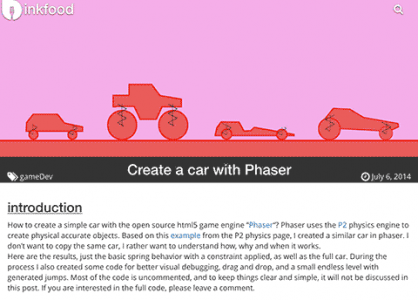 inkfood
Create a car with Phaser
gameDev
July 6, 2014
introduction
How to create a simple car with the open source html5 game engine "Phaser"? Phaser uses the P2 physics engine to
create physical accurate objects. Based on this example from the P2 physics page, I created a similar car in phaser. I
don't want to copy the same car, I rather want to understand how, why and when it works.
Here are the results, just the basic spring behavior with a constraint applied, as well as the full car. During the
process I also created some code for better visual debugging, drag and drop, and a small endless level with
generated jumps. Most of the code is uncommented, and to keep things clear and simple, it will not be discussed in
this post. If you are interested in the full code, please leave a comment.